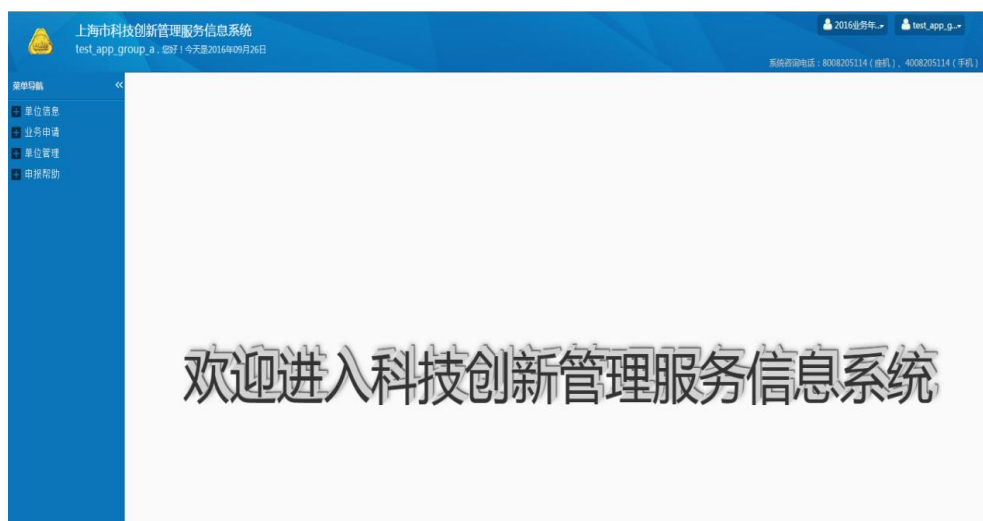 上海市科技创新管理服务信息系统
2016业务年...
test_app_g...
test_app_group_a，您好！今天是2016年09月26日
系统咨询电话：8008205114（座机），4008205114（手机）
菜单导航 «
单位信息
业务申请
单位管理
申报帮助
欢迎进入科技创新管理服务信息系统